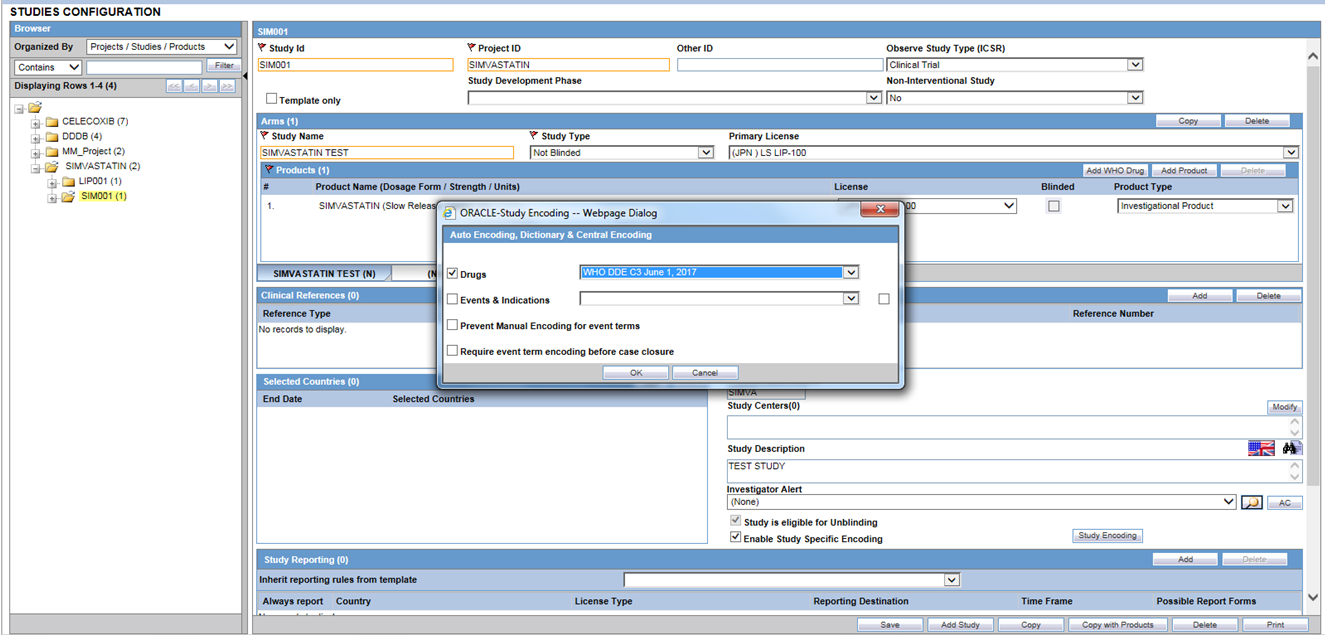 STUDIES CONFIGURATION
Browser
Organized By Projects / Studies / Products
Contains Filter
Displaying Rows 1-4 (4) << < > >>
CELECOXIB (7)
DDDB (4)
MM_Project (2)
SIMVASTATIN (2)
LIP001 (1)
SIM001 (1)
SIM001
Study Id Project ID Other ID Observe Study Type (ICSR)
SIM001 SIMVASTATIN Clinical Trial
Study Development Phase Non-Interventional Study
Template only No
Arms (1) Copy Delete
Study Name Study Type Primary License
SIMVASTATIN TEST Not Blinded (JPN ) LS LIP-100
Products (1) Add WHO Drug Add Product Delete
# Product Name (Dosage Form / Strength / Units) License Blinded Product Type
1. SIMVASTATIN (Slow Releas 00 Investigational Product
ORACLE-Study Encoding -- Webpage Dialog
Auto Encoding, Dictionary & Central Encoding
Drugs WHO DDE C3 June 1, 2017
Events & Indications
Prevent Manual Encoding for event terms
Require event term encoding before case closure
OK Cancel
SIMVASTATIN TEST (N) (N
Clinical References (0) Add Delete
Reference Type Reference Number
No records to display.
Selected Countries (0)
End Date Selected Countries
SIMVA
Study Centers(0) Modify
Study Description
TEST STUDY
Investigator Alert
(None) AC
Study is eligible for Unblinding
Enable Study Specific Encoding Study Encoding
Study Reporting (0) Add Delete
Inherit reporting rules from template
Always report Country License Type Reporting Destination Time Frame Possible Report Forms
Save Add Study Copy Copy with Products Delete Print